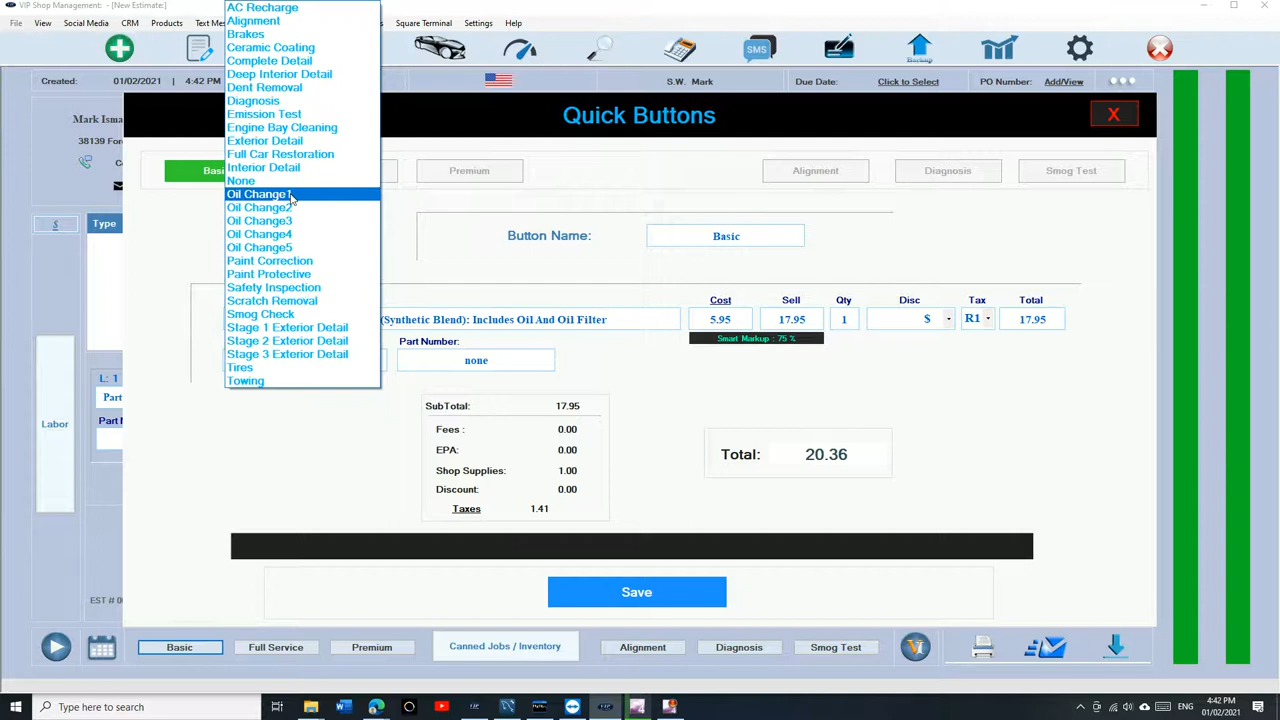 VIP Shop Management: - [New Estimate:]
File View Social Media CRM Products Text Mes Square Terminal Settings Help
SMS
Backup
Created: 01/02/2021 4:42 PM S.W. Mark Due Date: Click to Select PO Number: Add/View
Quick Buttons
X
Mark Isma
38139 For
C
Basi
Premium
Alignment
Diagnosis
Smog Test
$
Type
AC Recharge
Alignment
Brakes
Ceramic Coating
Complete Detail
Deep Interior Detail
Dent Removal
Diagnosis
Emission Test
Engine Bay Cleaning
Exterior Detail
Full Car Restoration
Interior Detail
None
Oil Change1
Oil Change2
Oil Change3
Oil Change4
Oil Change5
Paint Correction
Paint Protective
Safety Inspection
Scratch Removal
Smog Check
Stage 1 Exterior Detail
Stage 2 Exterior Detail
Stage 3 Exterior Detail
Tires
Towing
Button Name: Basic
Cost Sell Qty Disc Tax Total
(Synthetic Blend): Includes Oil And Oil Filter 5.95 17.95 1 $ R1 17.95
Smart Markup: 75 %
Part Number:
none
L: 1
Part
Part N
Labor
SubTotal: 17.95
Fees : 0.00
EPA: 0.00
Shop Supplies: 1.00
Discount: 0.00
Taxes 1.41
Total: 20.36
Save
EST # 0
Basic Full Service Premium Canned Jobs / Inventory Alignment Diagnosis Smog Test
Type here to search
ENG
4:42 PM
01/02/2021